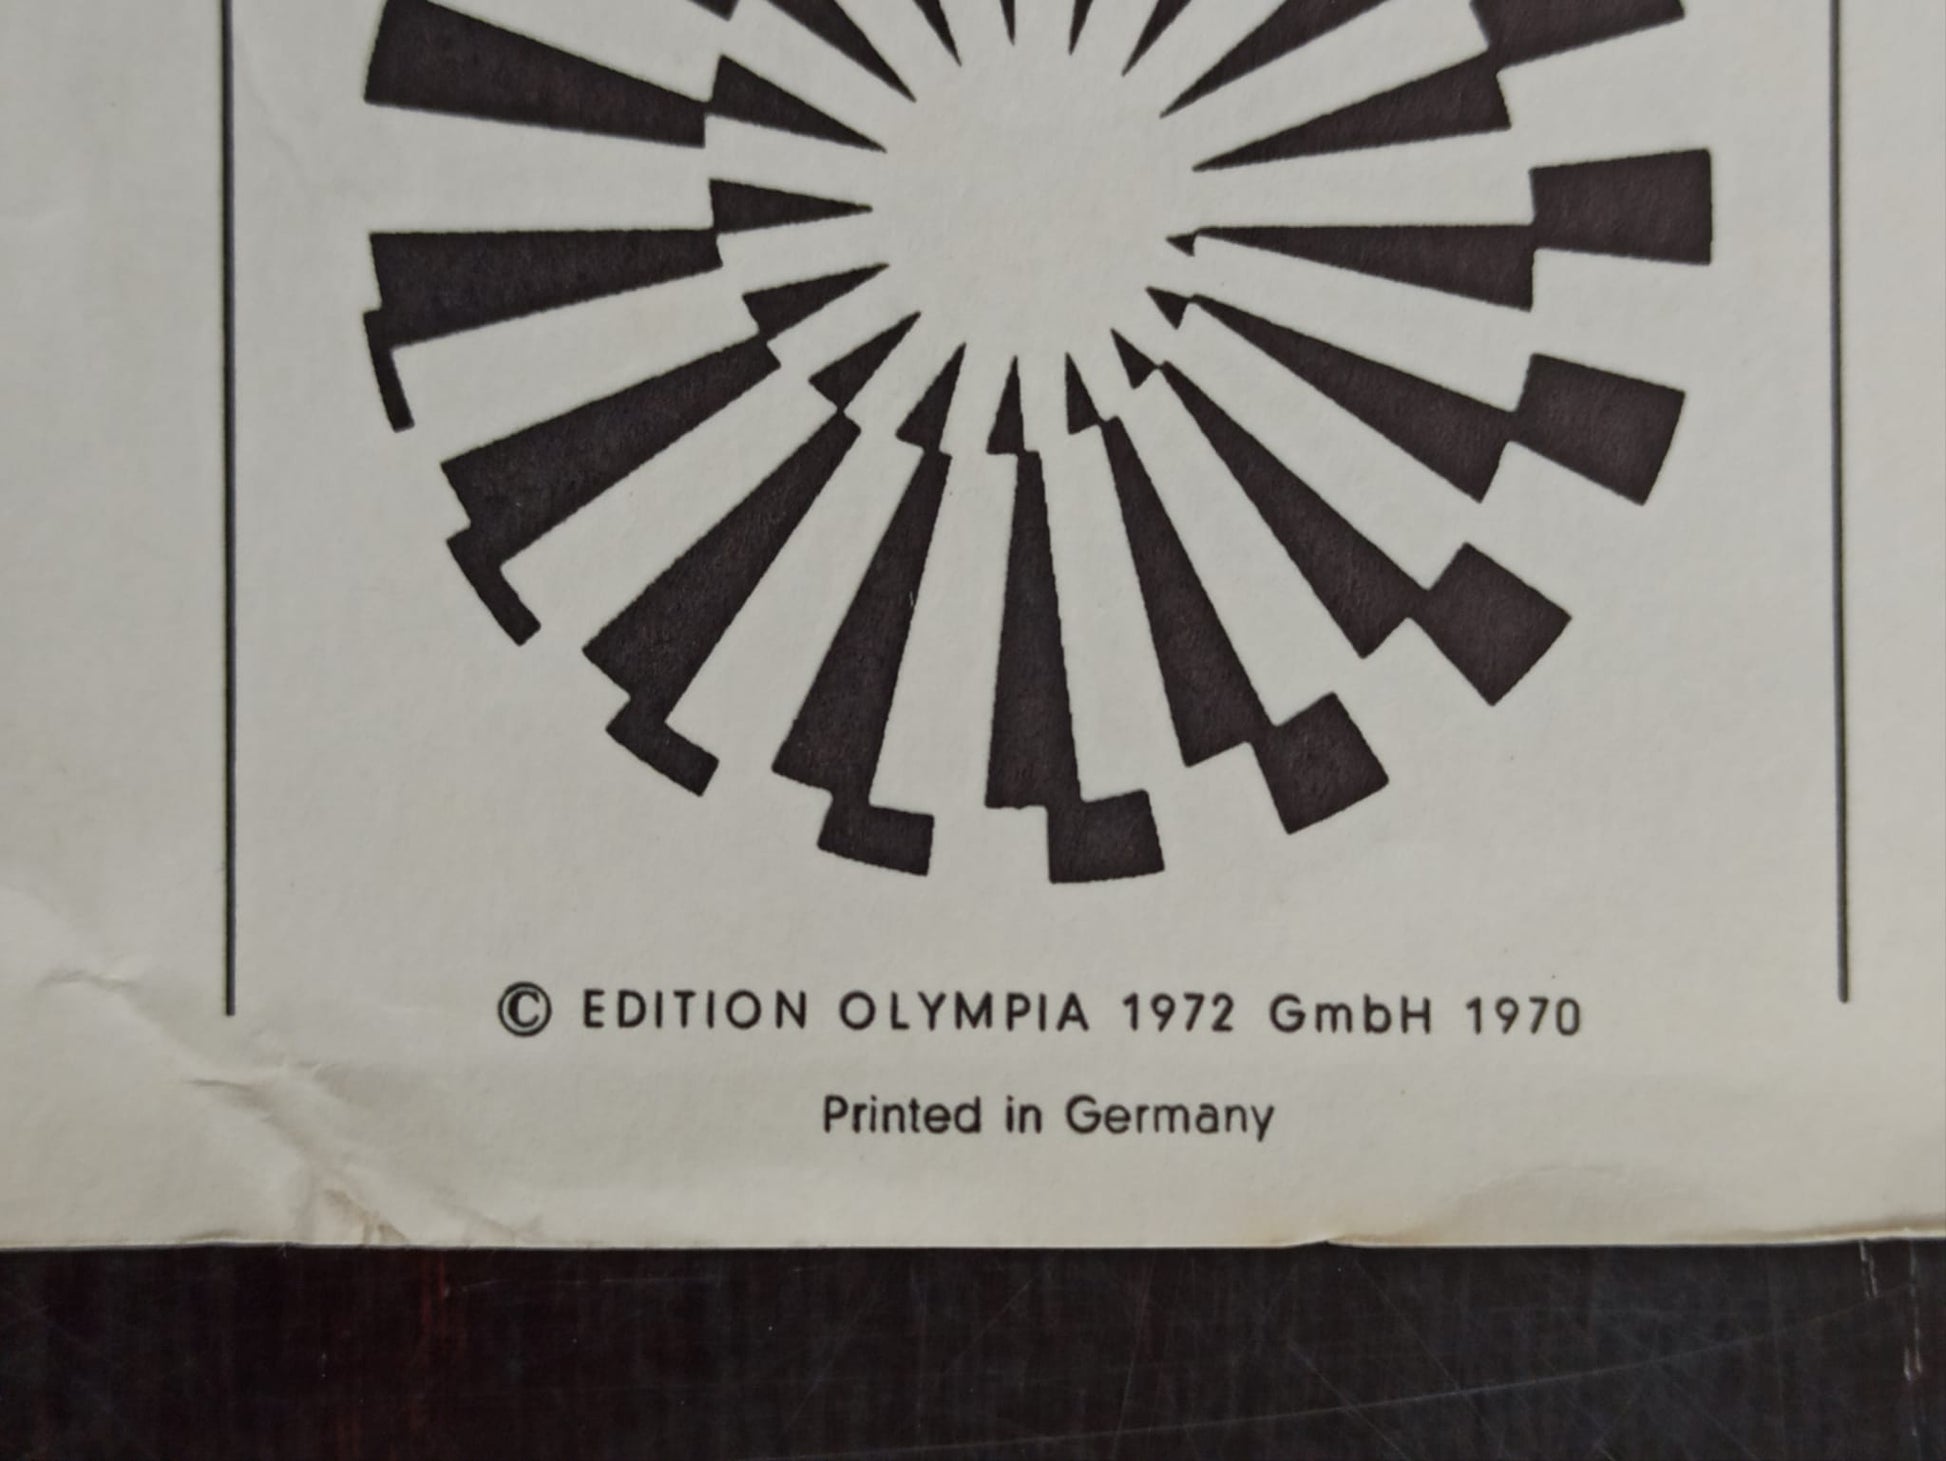 © EDITION OLYMPIA 1972 GmbH 1970
Printed in Germany